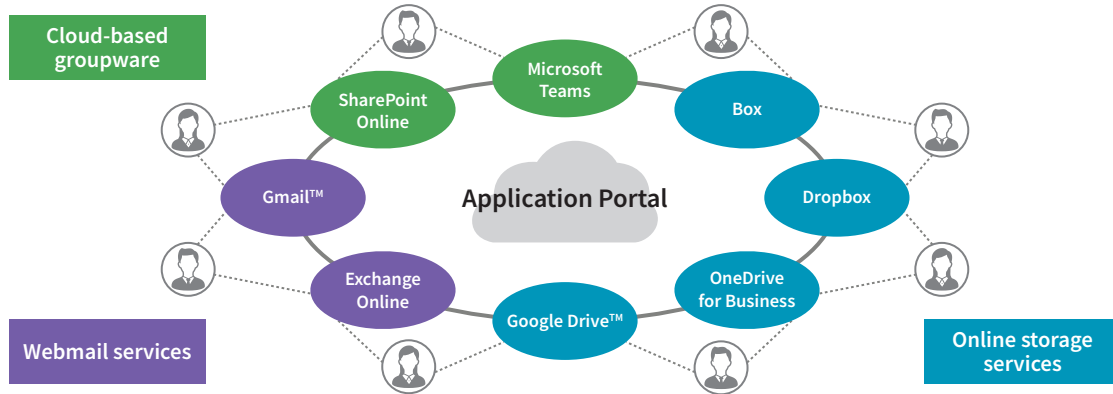 Cloud-based
groupware
Microsoft
Teams
SharePoint
Online
Box
Gmail™
Application Portal
Dropbox
Exchange
Online
OneDrive
for Business
Google Drive™
Webmail services
Online storage
services